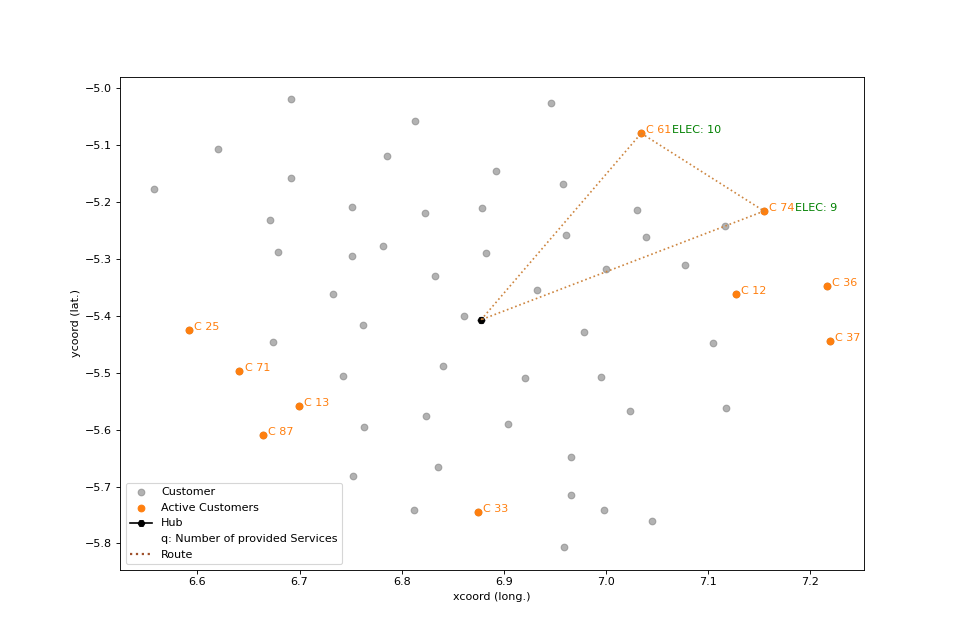 −5.0
−5.1
−5.2
−5.3
−5.4
−5.5
−5.6
−5.7
−5.8
ycoord (lat.)
C 61 ELEC: 10
C 74 ELEC: 9
C 36
C 12
C 25
C 37
C 71
C 13
C 87
C 33
Customer
Active Customers
Hub
q: Number of provided Services
Route
6.6 6.7 6.8 6.9 7.0 7.1 7.2
xcoord (long.)